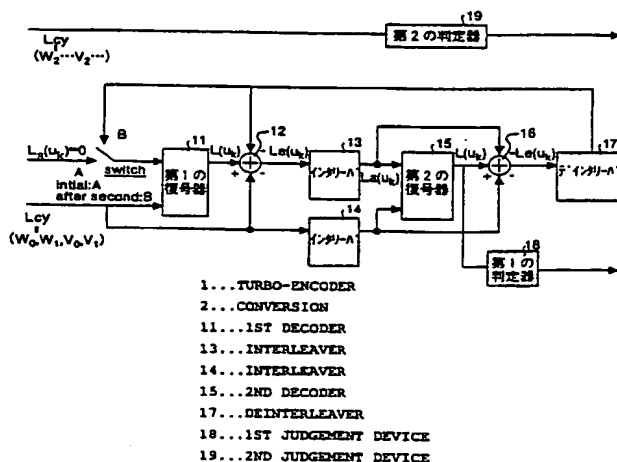 19
Lcy
(W2···V2···)
第2の判定器
B
11
L(uk)
12
Le(uk)
13
15
L(uk)
16
Le(uk)
17
La(uk)=0
A
switch
intial:A
after second:B
第1の復号器
+
-
インタリーバ
La(uk)
第2の復号器
+
-
デインタリーバ
14
インタリーバ
Lcy
(W0,W1,V0,V1)
18
第1の判定器
1...TURBO-ENCODER
2...CONVERSION
11...1ST DECODER
13...INTERLEAVER
14...INTERLEAVER
15...2ND DECODER
17...DEINTERLEAVER
18...1ST JUDGEMENT DEVICE
19...2ND JUDGEMENT DEVICE